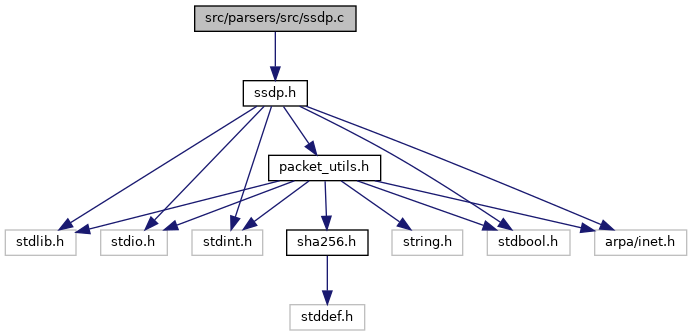 src/parsers/src/ssdp.c
ssdp.h
packet_utils.h
stdlib.h
stdio.h
stdint.h
sha256.h
string.h
stdbool.h
arpa/inet.h
stddef.h